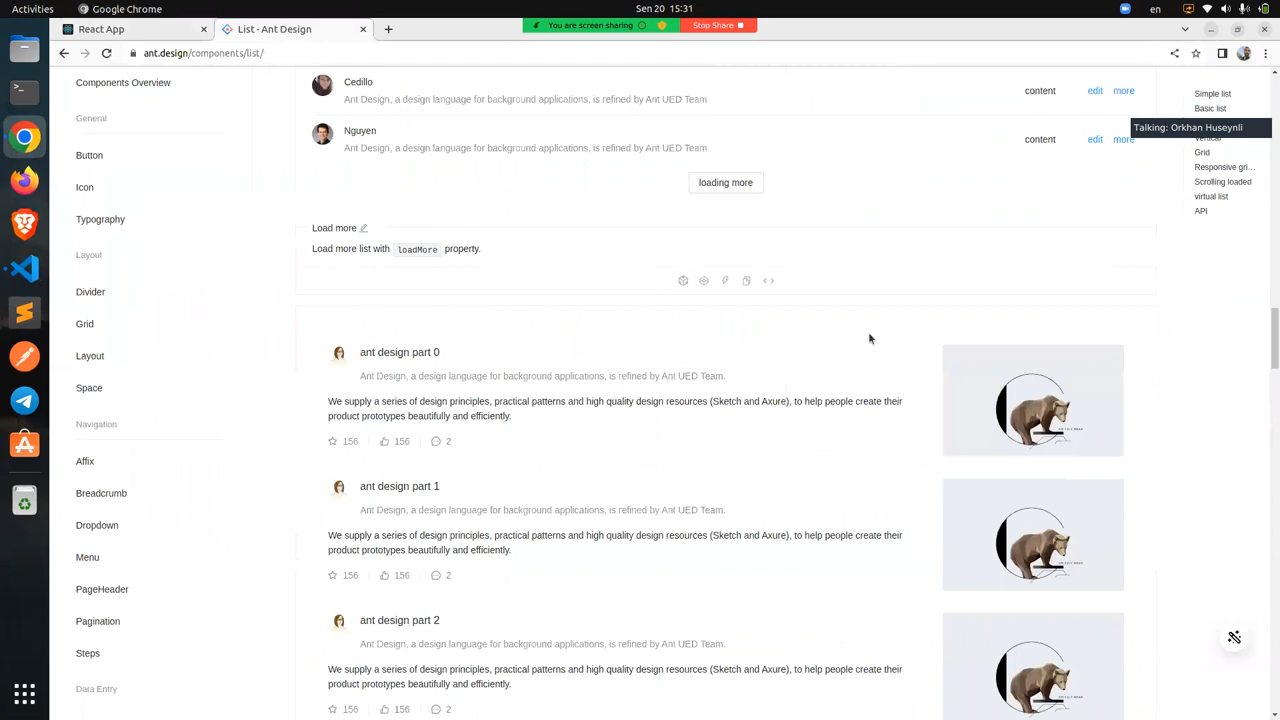 Activities
Google Chrome
Sen 20 15:31
en
You are screen sharing
Stop Share
React App
List - Ant Design
ant.design/components/list/
Talking: Orkhan Huseynli
Components Overview
General
Button
Icon
Typography
Layout
Divider
Grid
Layout
Space
Navigation
Affix
Breadcrumb
Dropdown
Menu
PageHeader
Pagination
Steps
Data Entry
Cedillo
Ant Design, a design language for background applications, is refined by Ant UED Team
content edit more
Nguyen
Ant Design, a design language for background applications, is refined by Ant UED Team
content edit more
loading more
Load more
Load more list with loadMore property.
ant design part 0
Ant Design, a design language for background applications, is refined by Ant UED Team.
We supply a series of design principles, practical patterns and high quality design resources (Sketch and Axure), to help people create their
product prototypes beautifully and efficiently.
156 156 2
ant design part 1
Ant Design, a design language for background applications, is refined by Ant UED Team.
We supply a series of design principles, practical patterns and high quality design resources (Sketch and Axure), to help people create their
product prototypes beautifully and efficiently.
156 156 2
ant design part 2
Ant Design, a design language for background applications, is refined by Ant UED Team.
We supply a series of design principles, practical patterns and high quality design resources (Sketch and Axure), to help people create their
product prototypes beautifully and efficiently.
156 156 2
Simple list
Basic list
Vertical
Grid
Responsive gri...
Scrolling loaded
virtual list
API